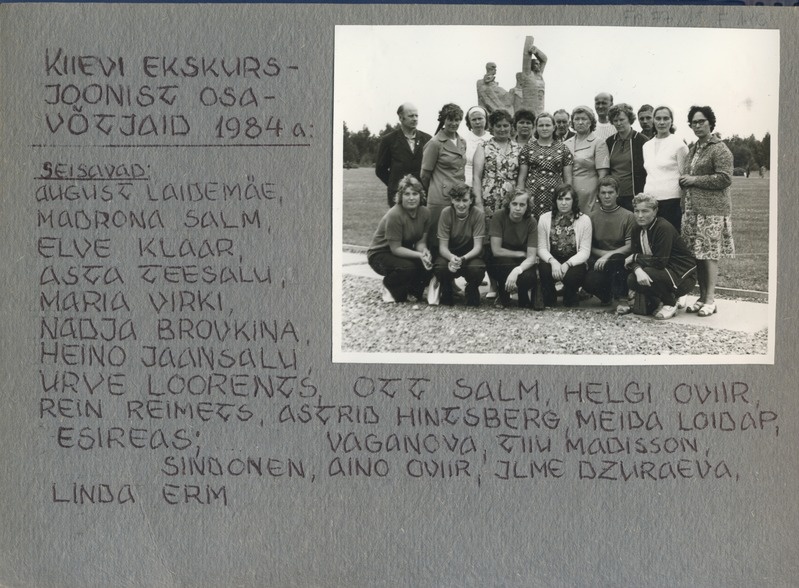 KIIEVI EKSKURS-
JOONIST OSA-
VÕTJAID 1984 a:
SEISAVAD:
AUGUST LAIDEMÄE,
MADRONA SALM,
ELVE KLAAR,
ASTA TEESALU,
MARIA VIRKI,
NADJA BROVKINA,
HEINO JAANSALU
URVE LOORENTS, OTT SALM, HELGI OVIIR,
REIN REIMETS, ASTRID HINTSBERG, MEIDA LOIDAP,
ESIREAS; VAGANOVA, TIIU MADISSON,
SINDONEN, AINO OVIIR, ILME DZURAEVA,
LINDA ERM